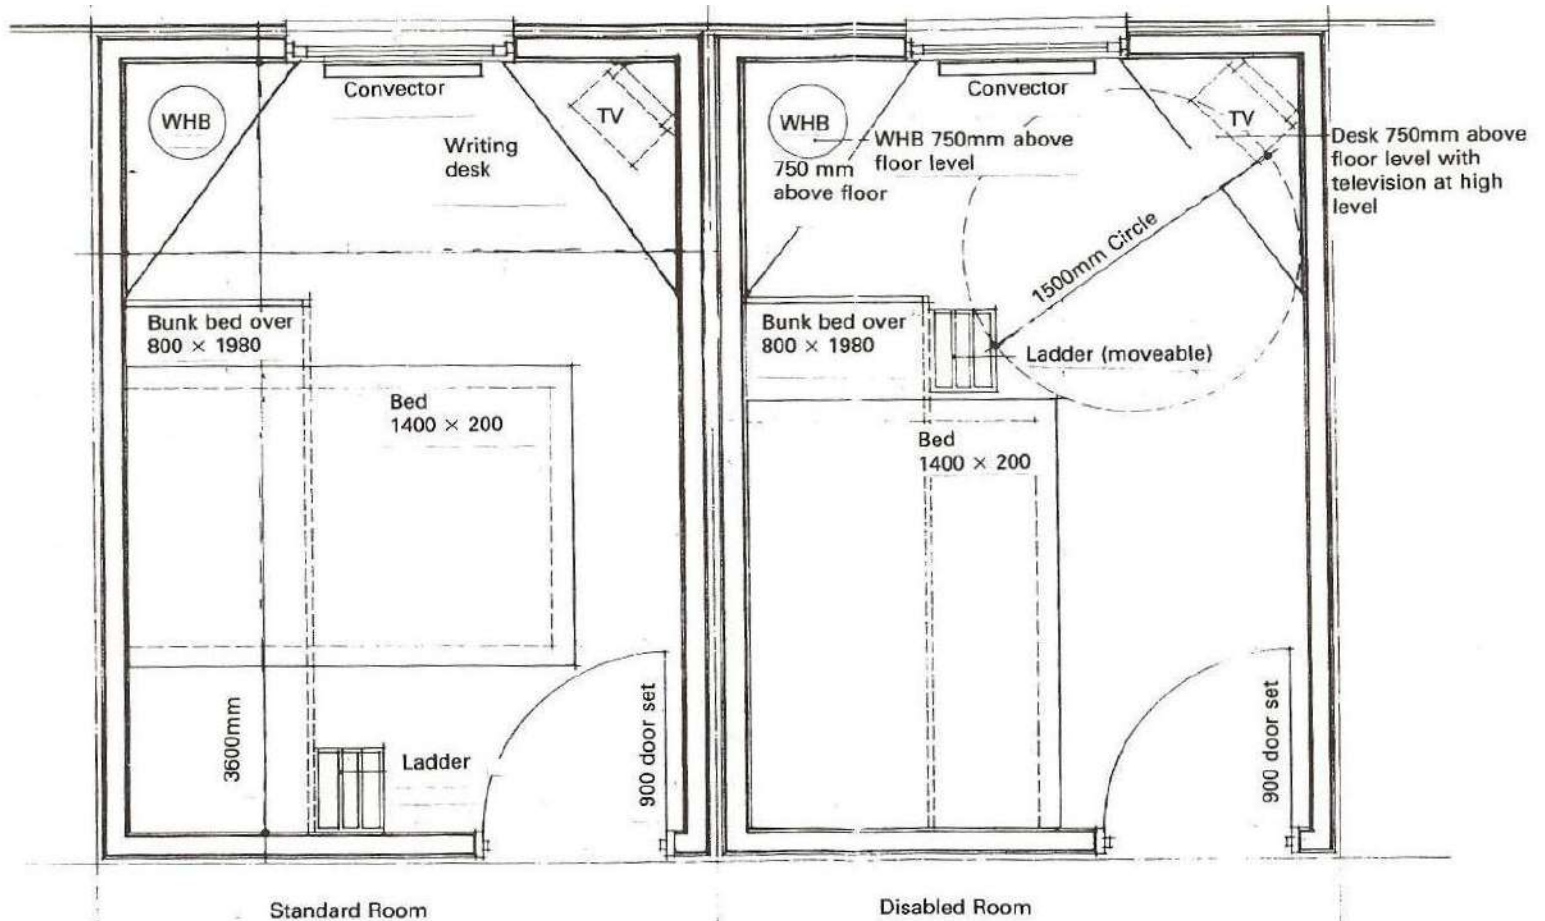 Convector
WHB
TV
Writing
desk
Bunk bed over
800 × 1980
Bed
1400 × 200
3600mm
Ladder
900 door set
Standard Room
Convector
WHB
WHB 750mm above
floor level
750 mm
above floor
TV
Desk 750mm above
floor level with
television at high
level
1500mm Circle
Bunk bed over
800 × 1980
Ladder (moveable)
Bed
1400 × 200
900 door set
Disabled Room